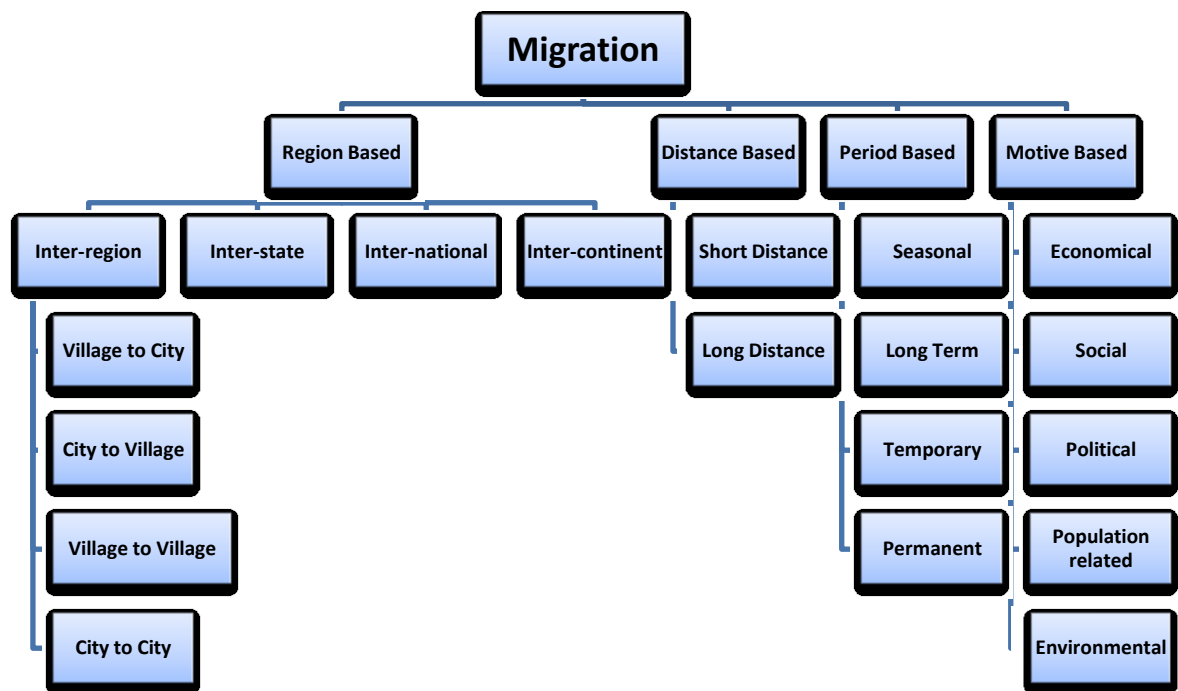 Migration
Region Based
Distance Based
Period Based
Motive Based
Inter-region
Inter-state
Inter-national
Inter-continent
Short Distance
Seasonal
Economical
Village to City
Long Distance
Long Term
Social
City to Village
Temporary
Political
Village to Village
Permanent
Population
related
City to City
Environmental